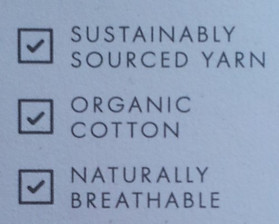 SUSTAINABLY
SOURCED YARN
ORGANIC
COTTON
NATURALLY
BREATHABLE